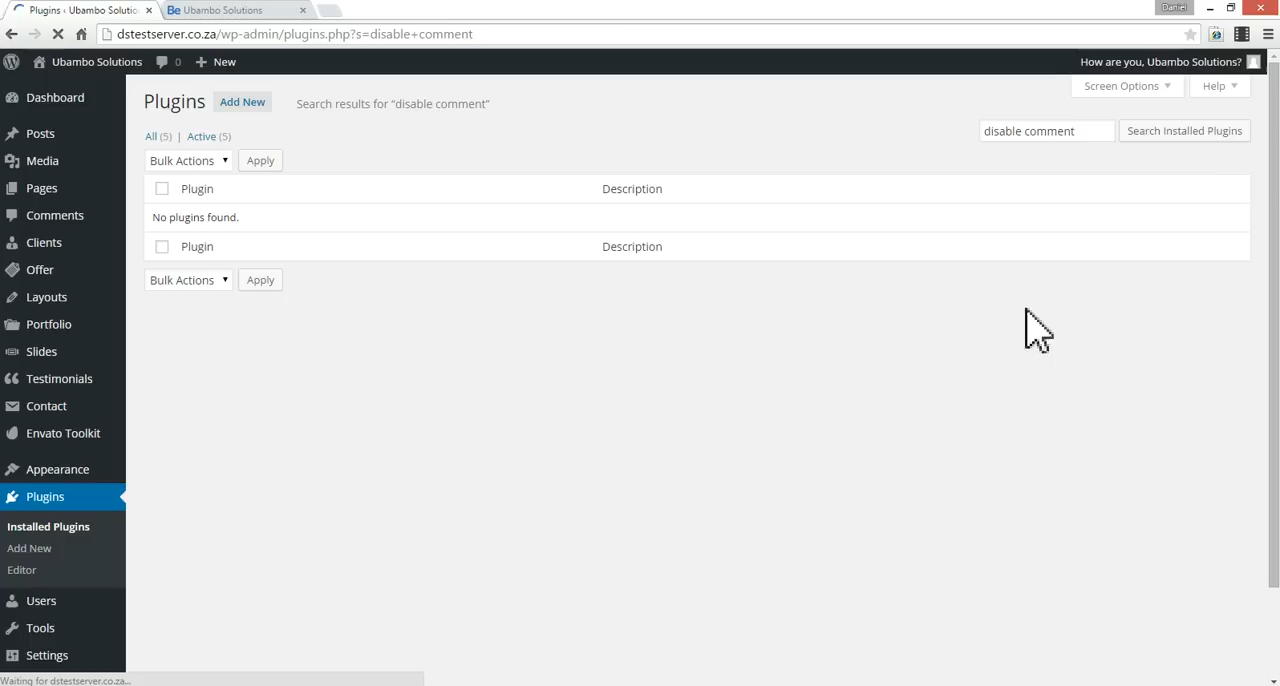 Plugins ‹ Ubambo Solutio
Be Ubambo Solutions
Daniel
dstestserver.co.za/wp-admin/plugins.php?s=disable+comment
Ubambo Solutions
0
New
How are you, Ubambo Solutions?
Screen Options
Help
Plugins
Add New
Search results for “disable comment”
All (5) | Active (5)
disable comment
Search Installed Plugins
Bulk Actions
Apply
Plugin
Description
No plugins found.
Plugin
Description
Bulk Actions
Apply
Dashboard
Posts
Media
Pages
Comments
Clients
Offer
Layouts
Portfolio
Slides
Testimonials
Contact
Envato Toolkit
Appearance
Plugins
Installed Plugins
Add New
Editor
Users
Tools
Settings
Waiting for dstestserver.co.za...